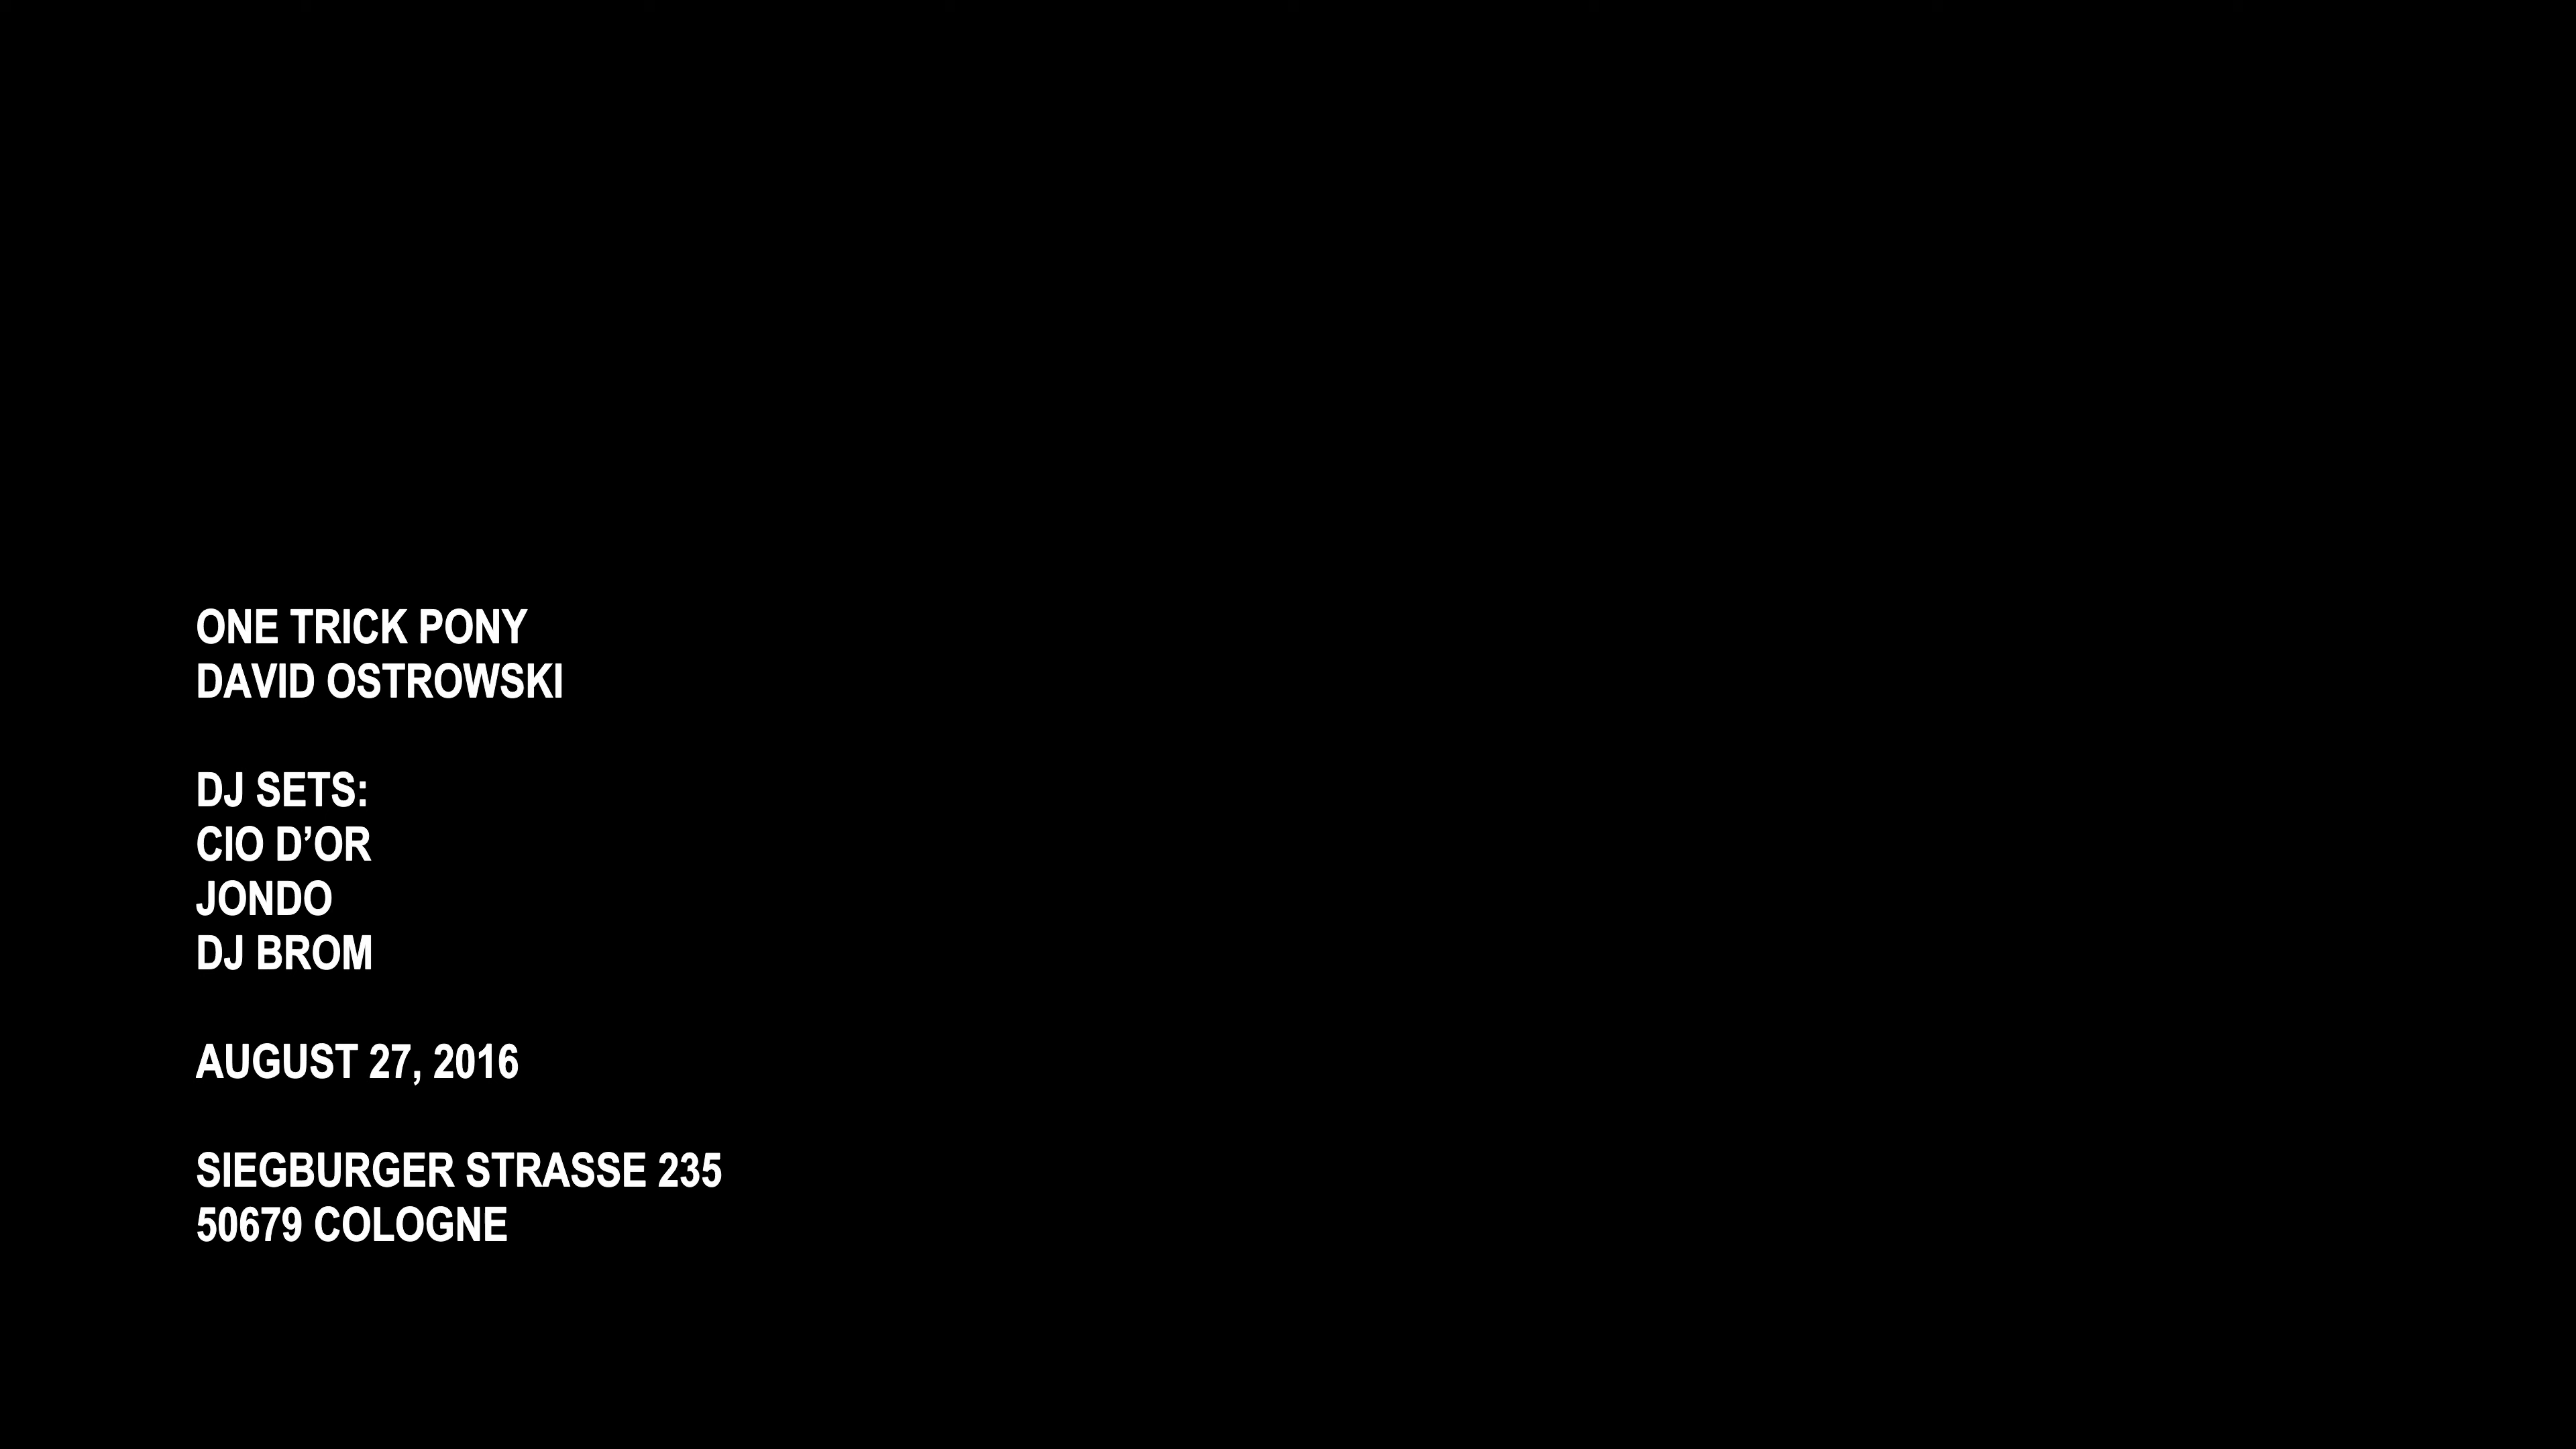 ONE TRICK PONY
DAVID OSTROWSKI
DJ SETS:
CIO D’OR
JONDO
DJ BROM
AUGUST 27, 2016
SIEGBURGER STRASSE 235
50679 COLOGNE